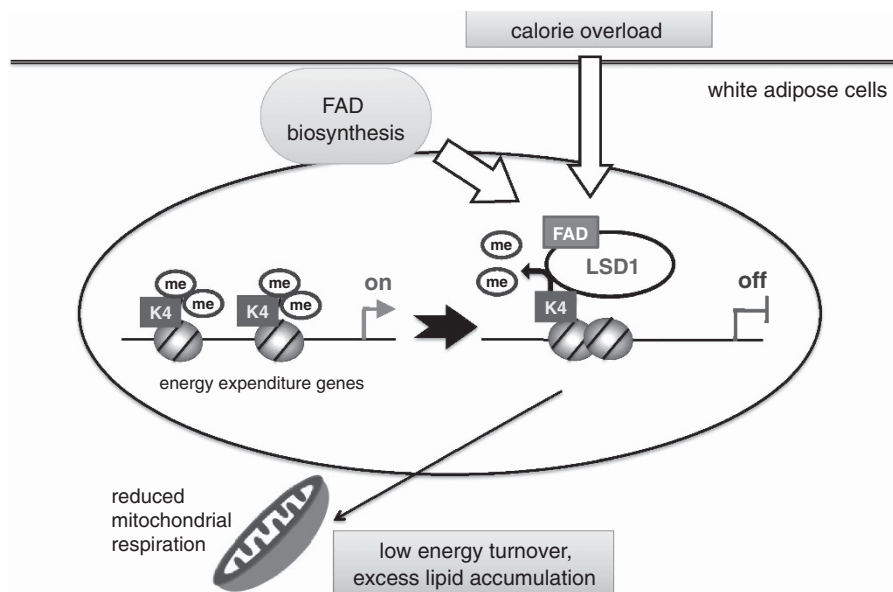 calorie overload
white adipose cells
FAD
biosynthesis
FAD
LSD1
me
me
me
me
me
me
K4
K4
K4
on
off
energy expenditure genes
reduced
mitochondrial
respiration
low energy turnover,
excess lipid accumulation